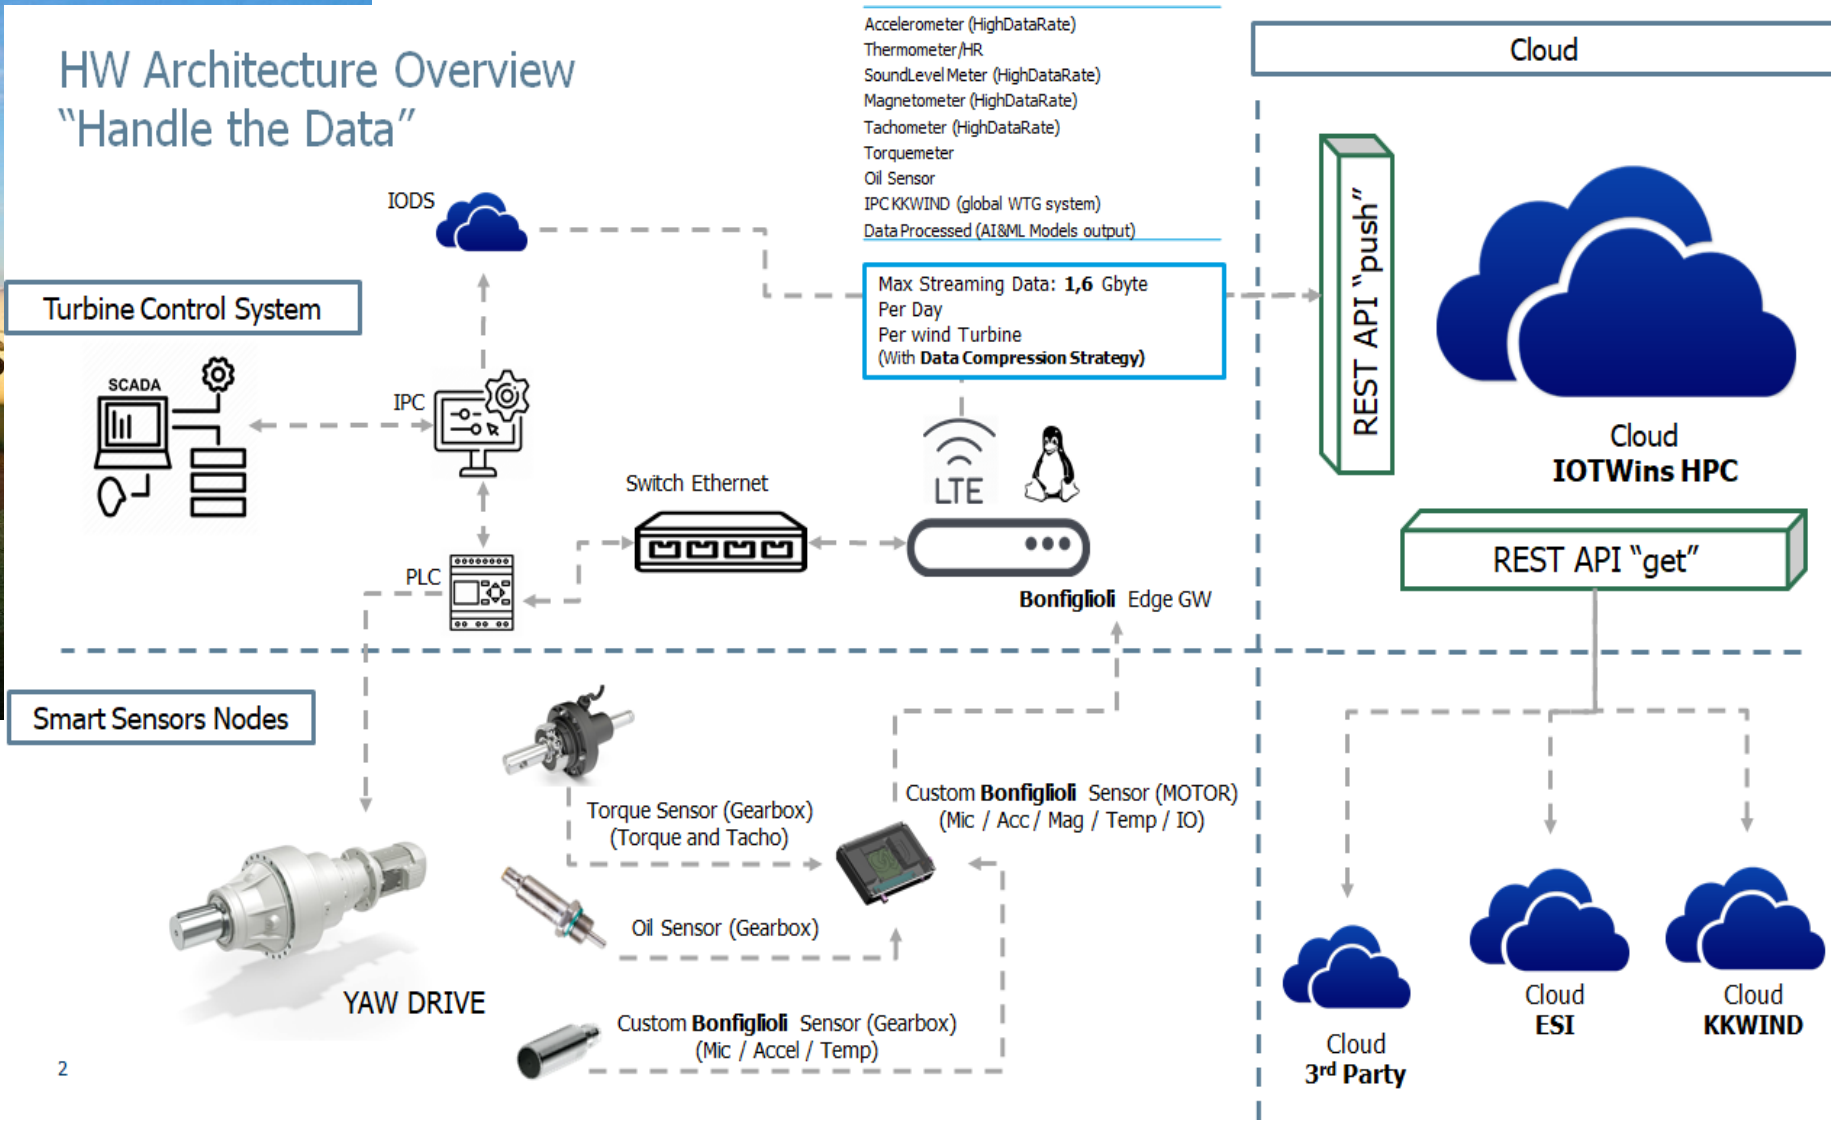 HW Architecture Overview
“Handle the Data”
Accelerometer (HighDataRate)
Thermometer/HR
SoundLevel Meter (HighDataRate)
Magnetometer (HighDataRate)
Tachometer (HighDataRate)
Torquemeter
Oil Sensor
IPC KKWIND (global WTG system)
Data Processed (AI&ML Models output)
Cloud
IODS
Turbine Control System
Max Streaming Data: 1,6 Gbyte
Per Day
Per wind Turbine
(With Data Compression Strategy)
REST API “push”
SCADA
IPC
Cloud
IOTWins HPC
Switch Ethernet
LTE
REST API “get”
PLC
Bonfiglioli Edge GW
Smart Sensors Nodes
Torque Sensor (Gearbox)
(Torque and Tacho)
Custom Bonfiglioli Sensor (MOTOR)
(Mic / Acc / Mag / Temp / IO)
Oil Sensor (Gearbox)
YAW DRIVE
Custom Bonfiglioli Sensor (Gearbox)
(Mic / Accel / Temp)
Cloud
3rd Party
Cloud
ESI
Cloud
KKWIND
2